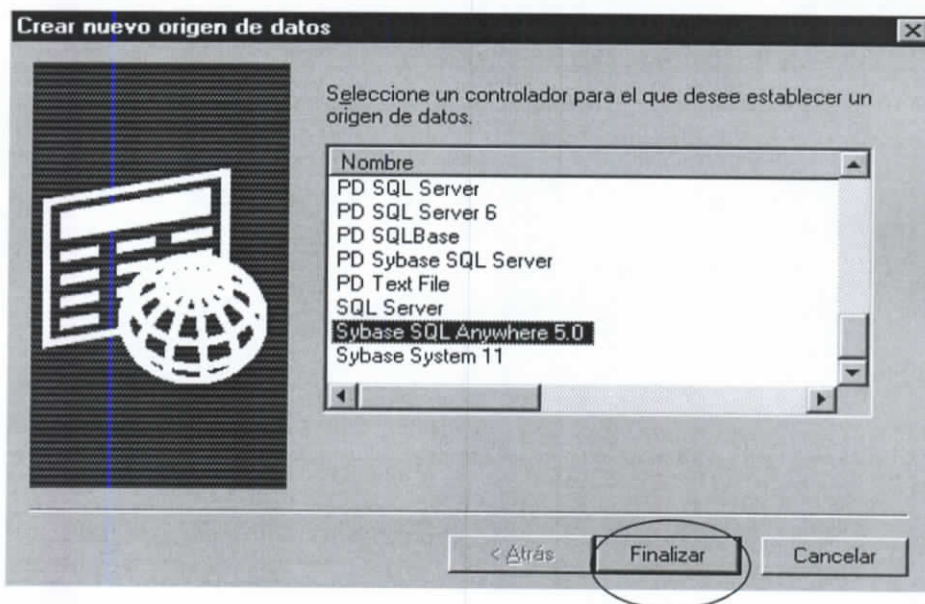 Crear nuevo origen de datos
Seleccione un controlador para el que desee establecer un
origen de datos.
Nombre
PD SQL Server
PD SQL Server 6
PD SQLBase
PD Sybase SQL Server
PD Text File
SQL Server
Sybase SQL Anywhere 5.0
Sybase System 11
< Atrás
Finalizar
Cancelar